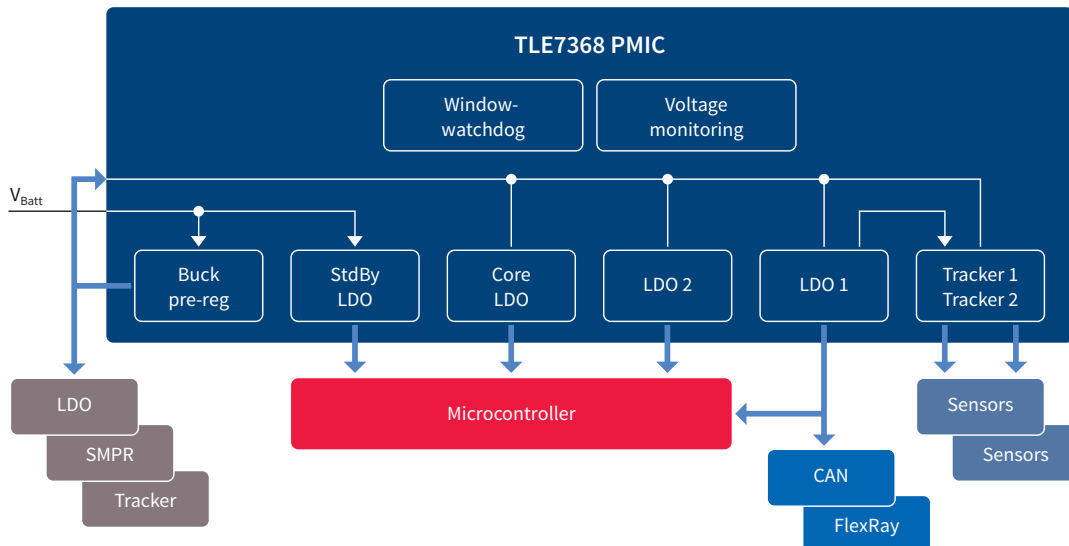 TLE7368 PMIC
Window-
watchdog
Voltage
monitoring
VBatt
Buck
pre-reg
StdBy
LDO
Core
LDO
LDO 2
LDO 1
Tracker 1
Tracker 2
LDO
SMPR
Tracker
Microcontroller
CAN
FlexRay
Sensors
Sensors